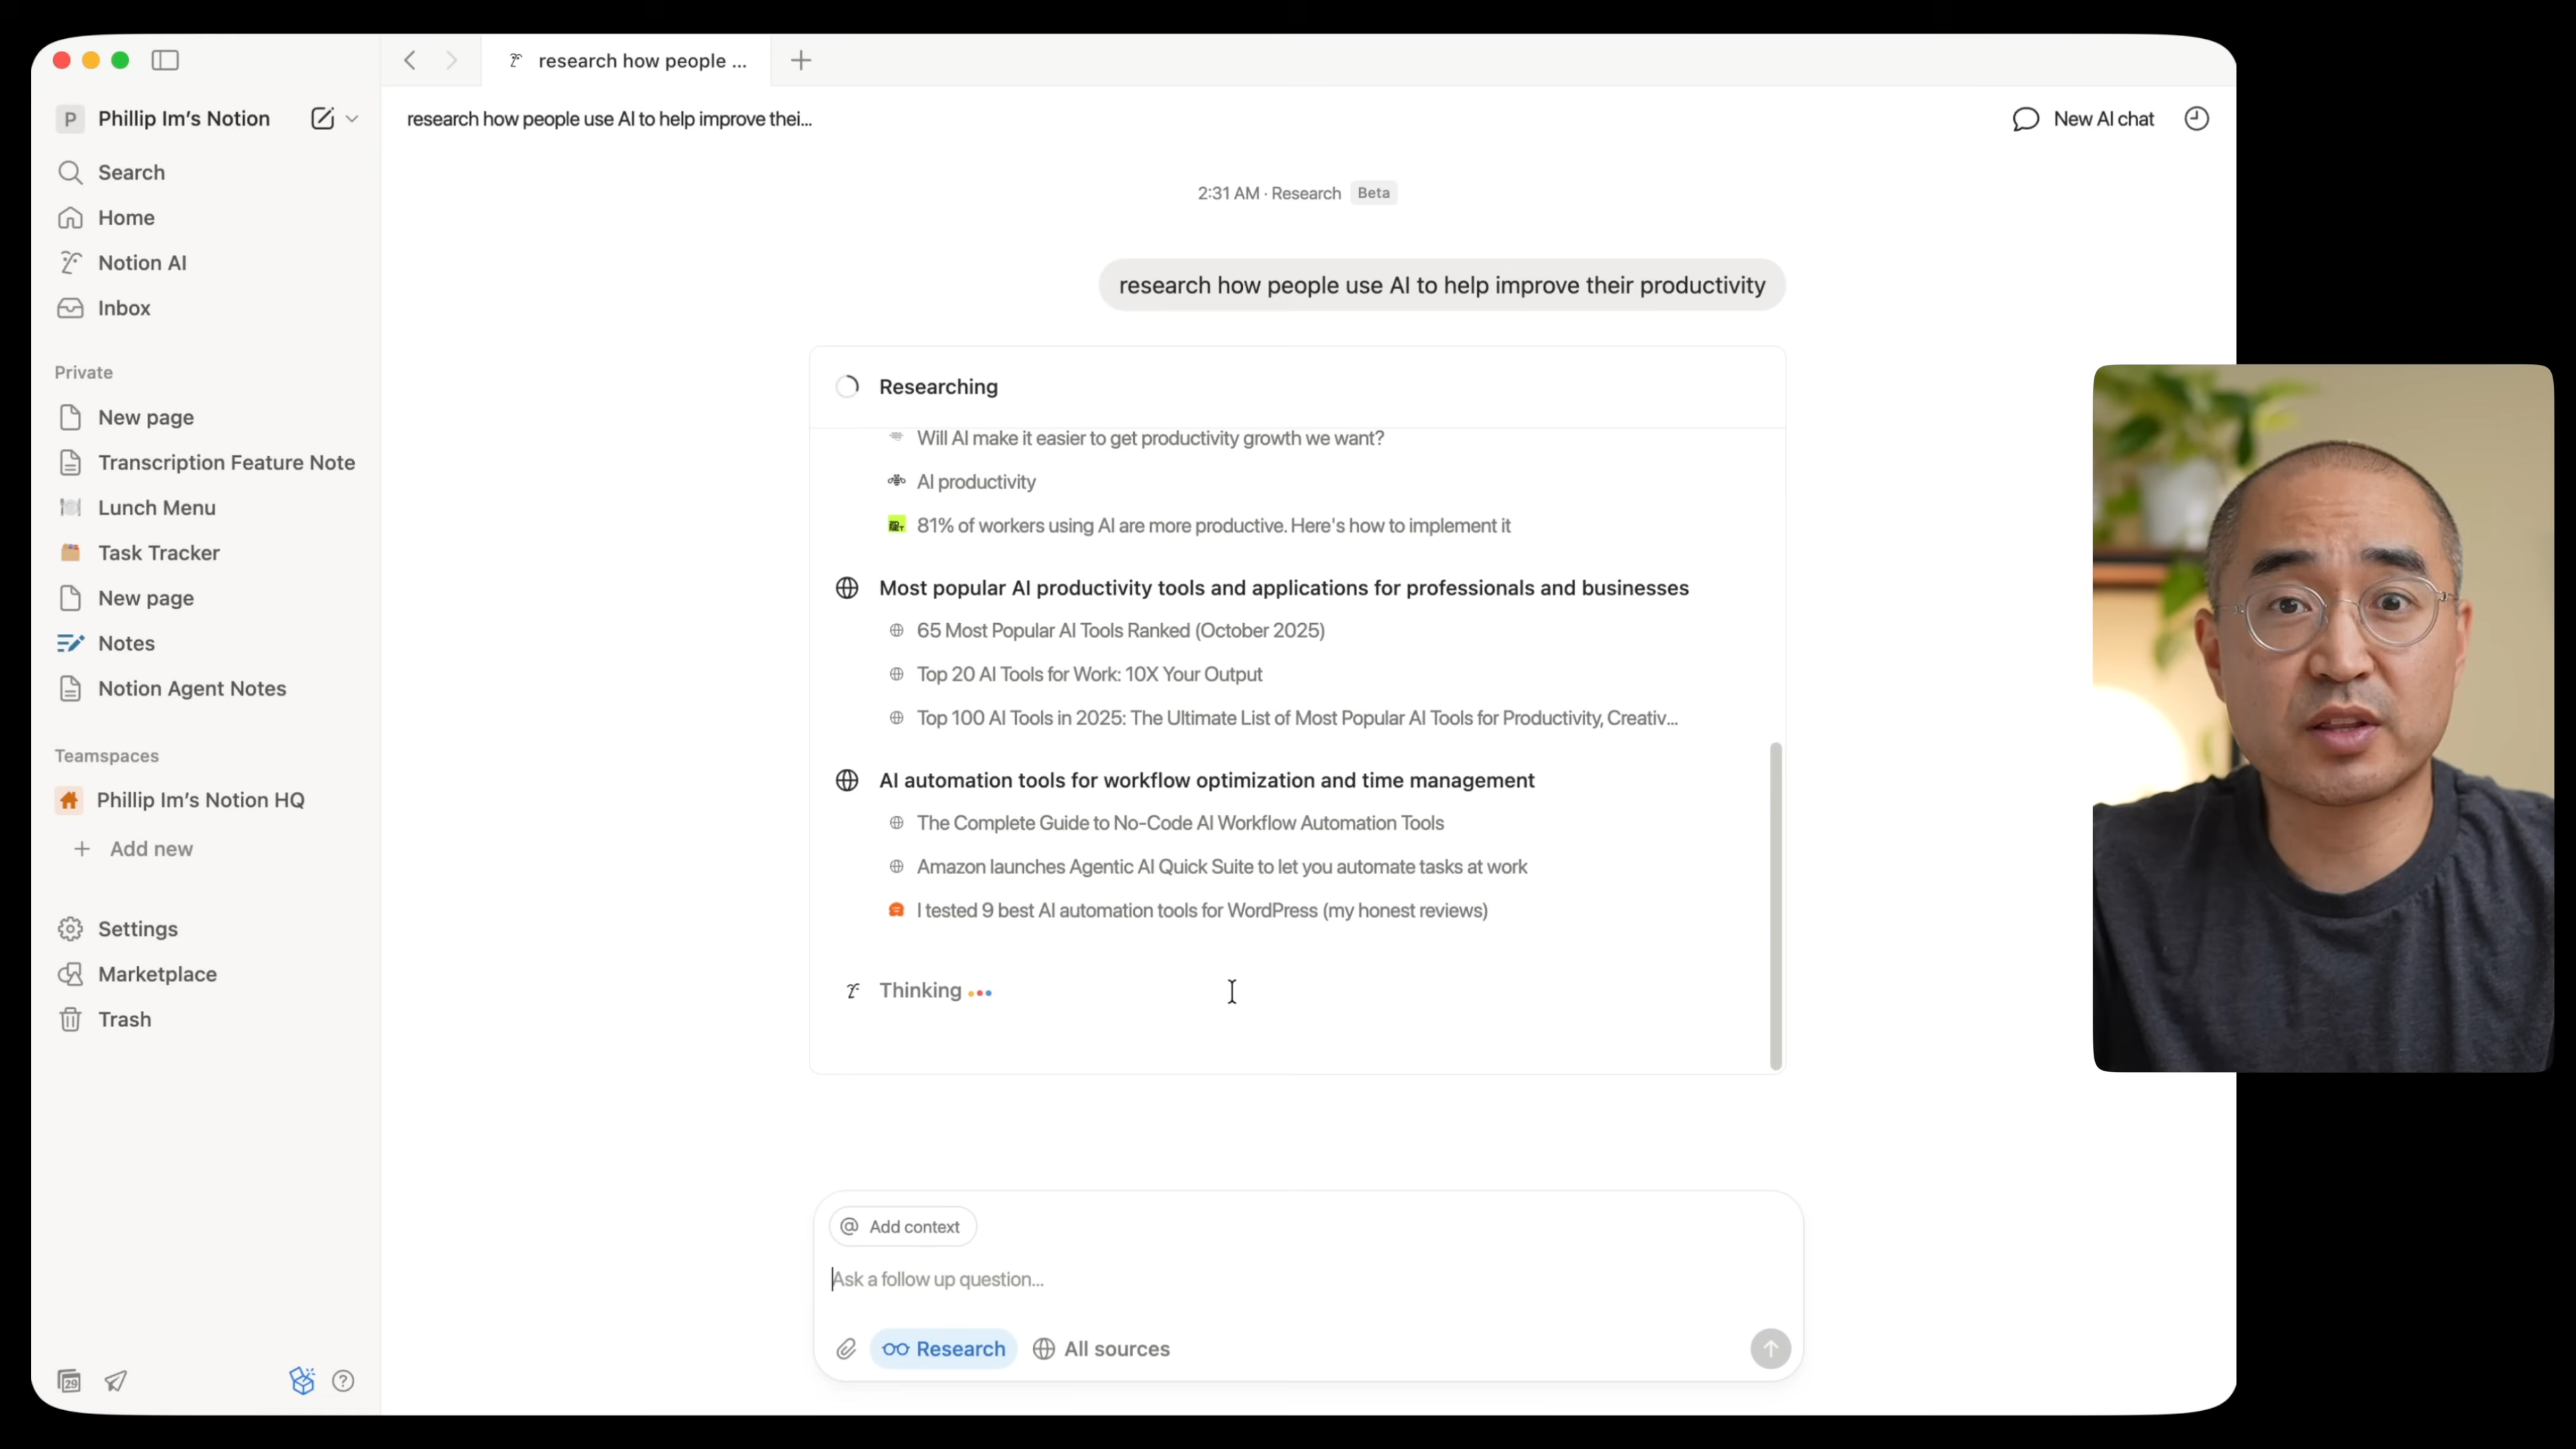 research how people ...
Phillip Im's Notion
research how people use AI to help improve thei...
New AI chat
Search
Home
Notion AI
Inbox
Private
New page
Transcription Feature Note
Lunch Menu
Task Tracker
New page
Notes
Notion Agent Notes
Teamspaces
Phillip Im's Notion HQ
Add new
Settings
Marketplace
Trash
29
2:31 AM · Research Beta
research how people use AI to help improve their productivity
Researching
Will AI make it easier to get productivity growth we want?
AI productivity
81% of workers using AI are more productive. Here's how to implement it
Most popular AI productivity tools and applications for professionals and businesses
65 Most Popular AI Tools Ranked (October 2025)
Top 20 AI Tools for Work: 10X Your Output
Top 100 AI Tools in 2025: The Ultimate List of Most Popular AI Tools for Productivity, Creativ...
AI automation tools for workflow optimization and time management
The Complete Guide to No-Code AI Workflow Automation Tools
Amazon launches Agentic AI Quick Suite to let you automate tasks at work
I tested 9 best AI automation tools for WordPress (my honest reviews)
Thinking
@ Add context
Ask a follow up question...
Research
All sources